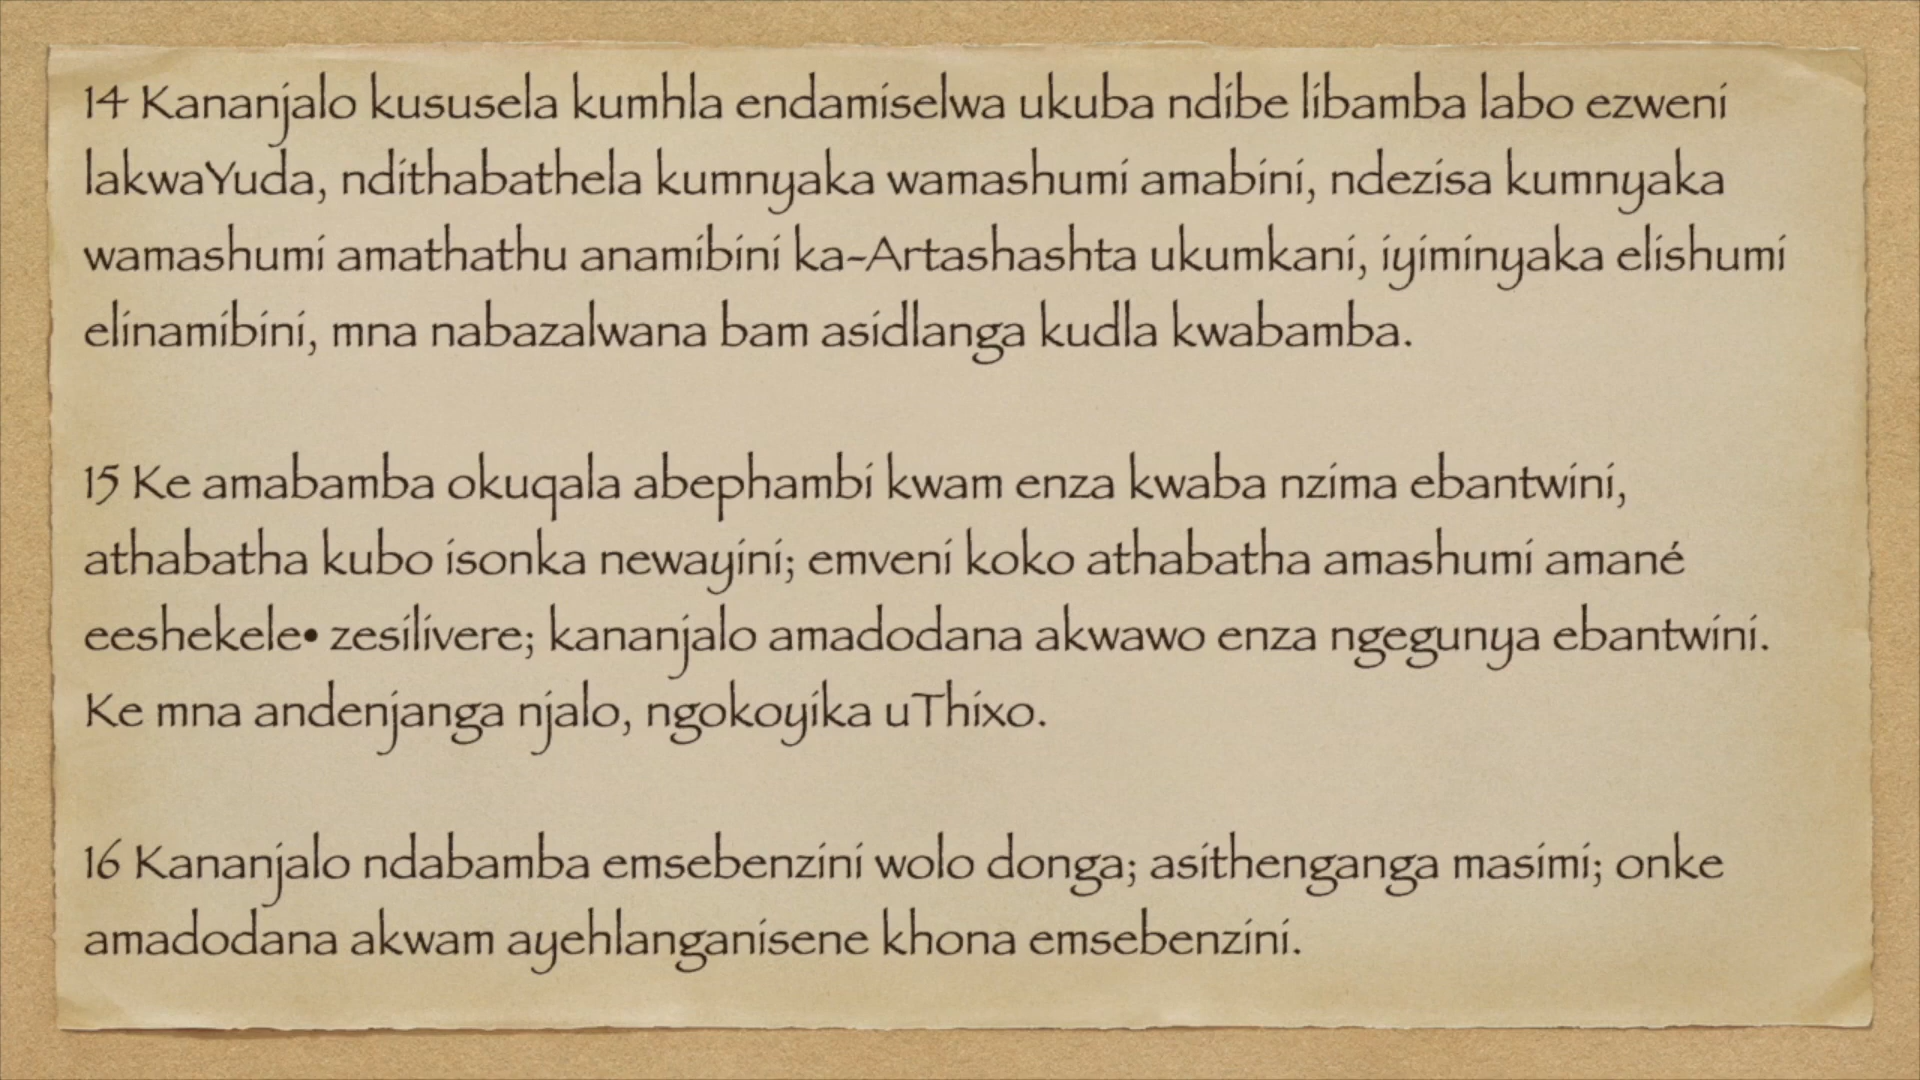 14 Kananjalo kususela kumhla endamiselwa ukuba ndibe libamba labo ezweni
lakwaYuda, ndithabathela kumnyaka wamashumi amabini, ndezisa kumnyaka
wamashumi amathathu anamibini ka-Artashashta ukumkani, iyiminyaka elishumi
elinamibini, mna nabazalwana bam asidlanga kudla kwabamba.
15 Ke amabamba okuqala abephambi kwam enza kwaba nzima ebantwini,
athabatha kubo isonka newayini; emveni koko athabatha amashumi amané
eeshekele• zesilivere; kananjalo amadodana akwawo enza ngegunya ebantwini.
Ke mna andenjanga njalo, ngokoyika uThixo.
16 Kananjalo ndabamba emsebenzini wolo donga; asithenganga masimi; onke
amadodana akwam ayehlanganisene khona emsebenzini.